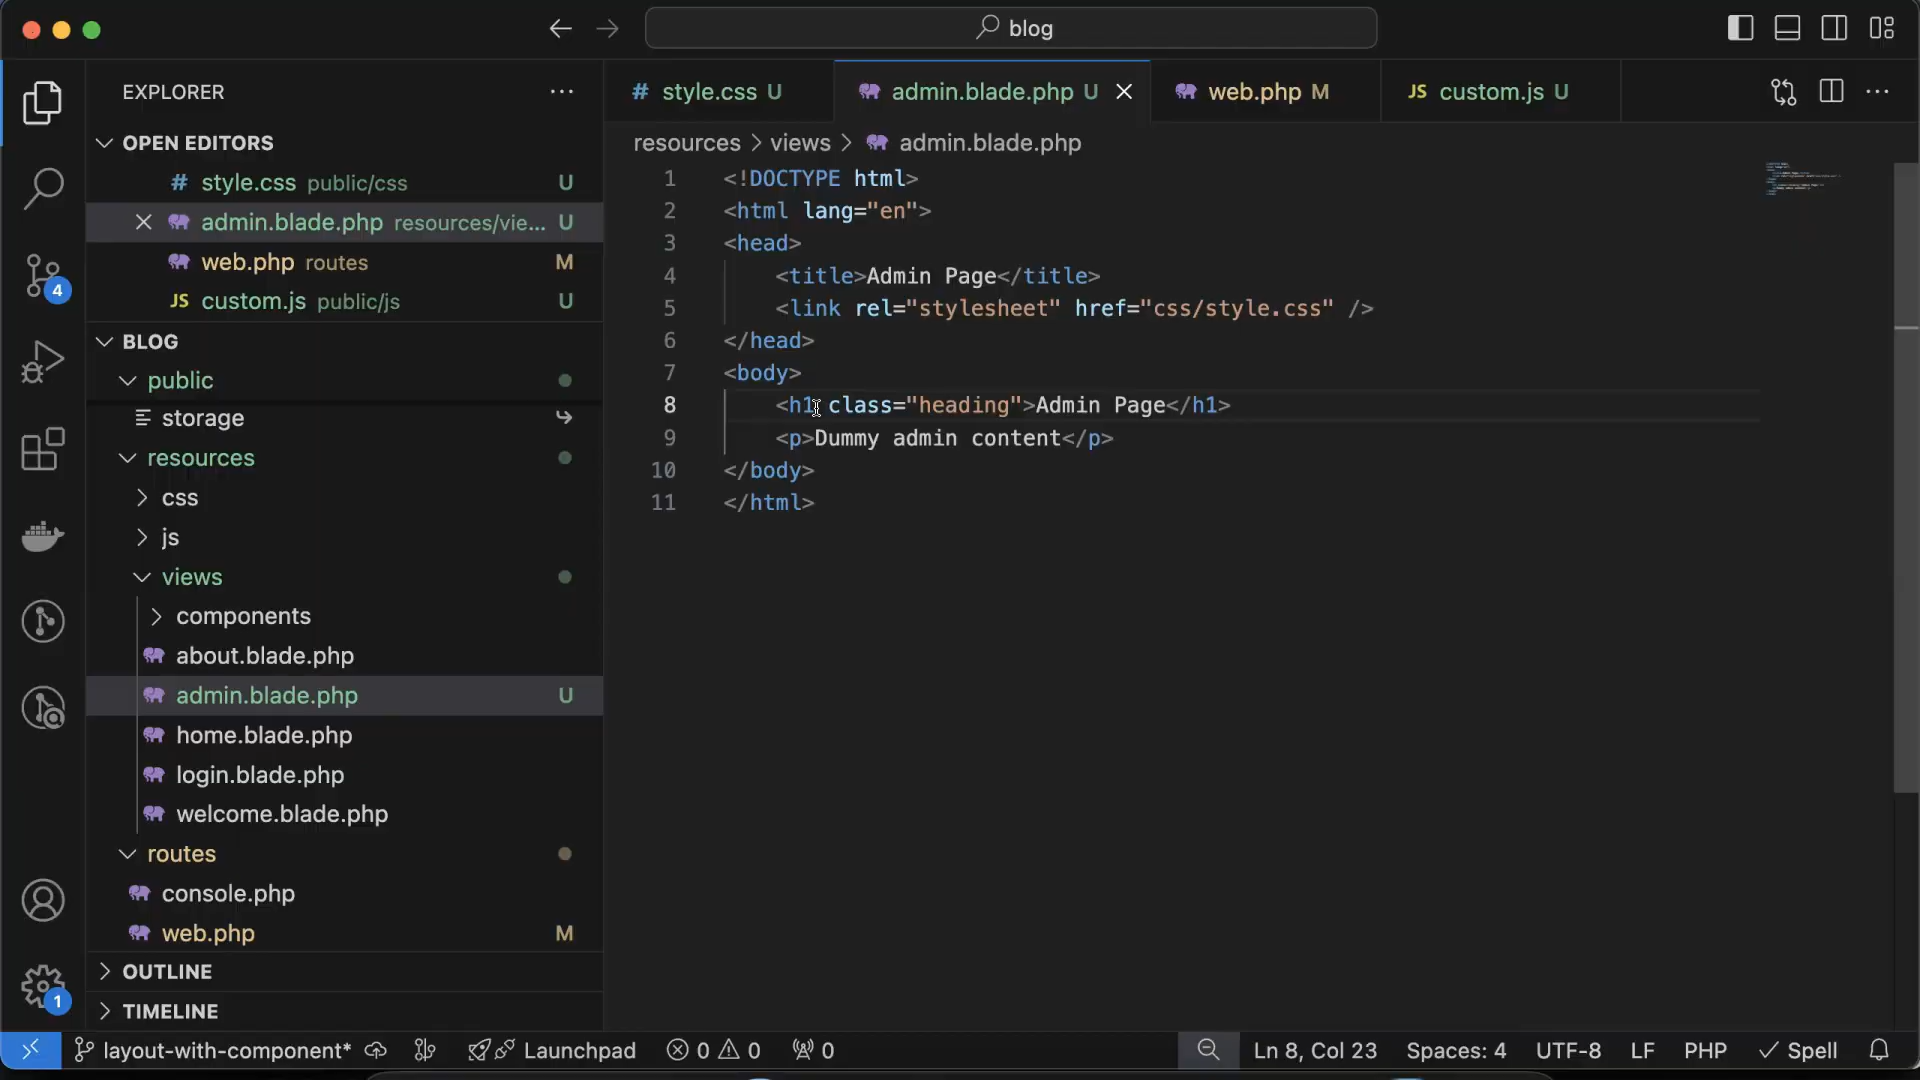 blog
EXPLORER
OPEN EDITORS
# style.css public/css U
admin.blade.php resources/vie... U
web.php routes M
JS custom.js public/js U
BLOG
public
storage
resources
css
js
views
components
about.blade.php
admin.blade.php U
home.blade.php
login.blade.php
welcome.blade.php
routes
console.php
web.php M
OUTLINE
TIMELINE
# style.css U
admin.blade.php U
web.php M
JS custom.js U
resources > views > admin.blade.php
1 <!DOCTYPE html>
2 <html lang="en">
3 <head>
4 <title>Admin Page</title>
5 <link rel="stylesheet" href="css/style.css" />
6 </head>
7 <body>
8 <h1 class="heading">Admin Page</h1>
9 <p>Dummy admin content</p>
10 </body>
11 </html>
4
1
layout-with-component* Launchpad 0 0 0 Ln 8, Col 23 Spaces: 4 UTF-8 LF PHP Spell